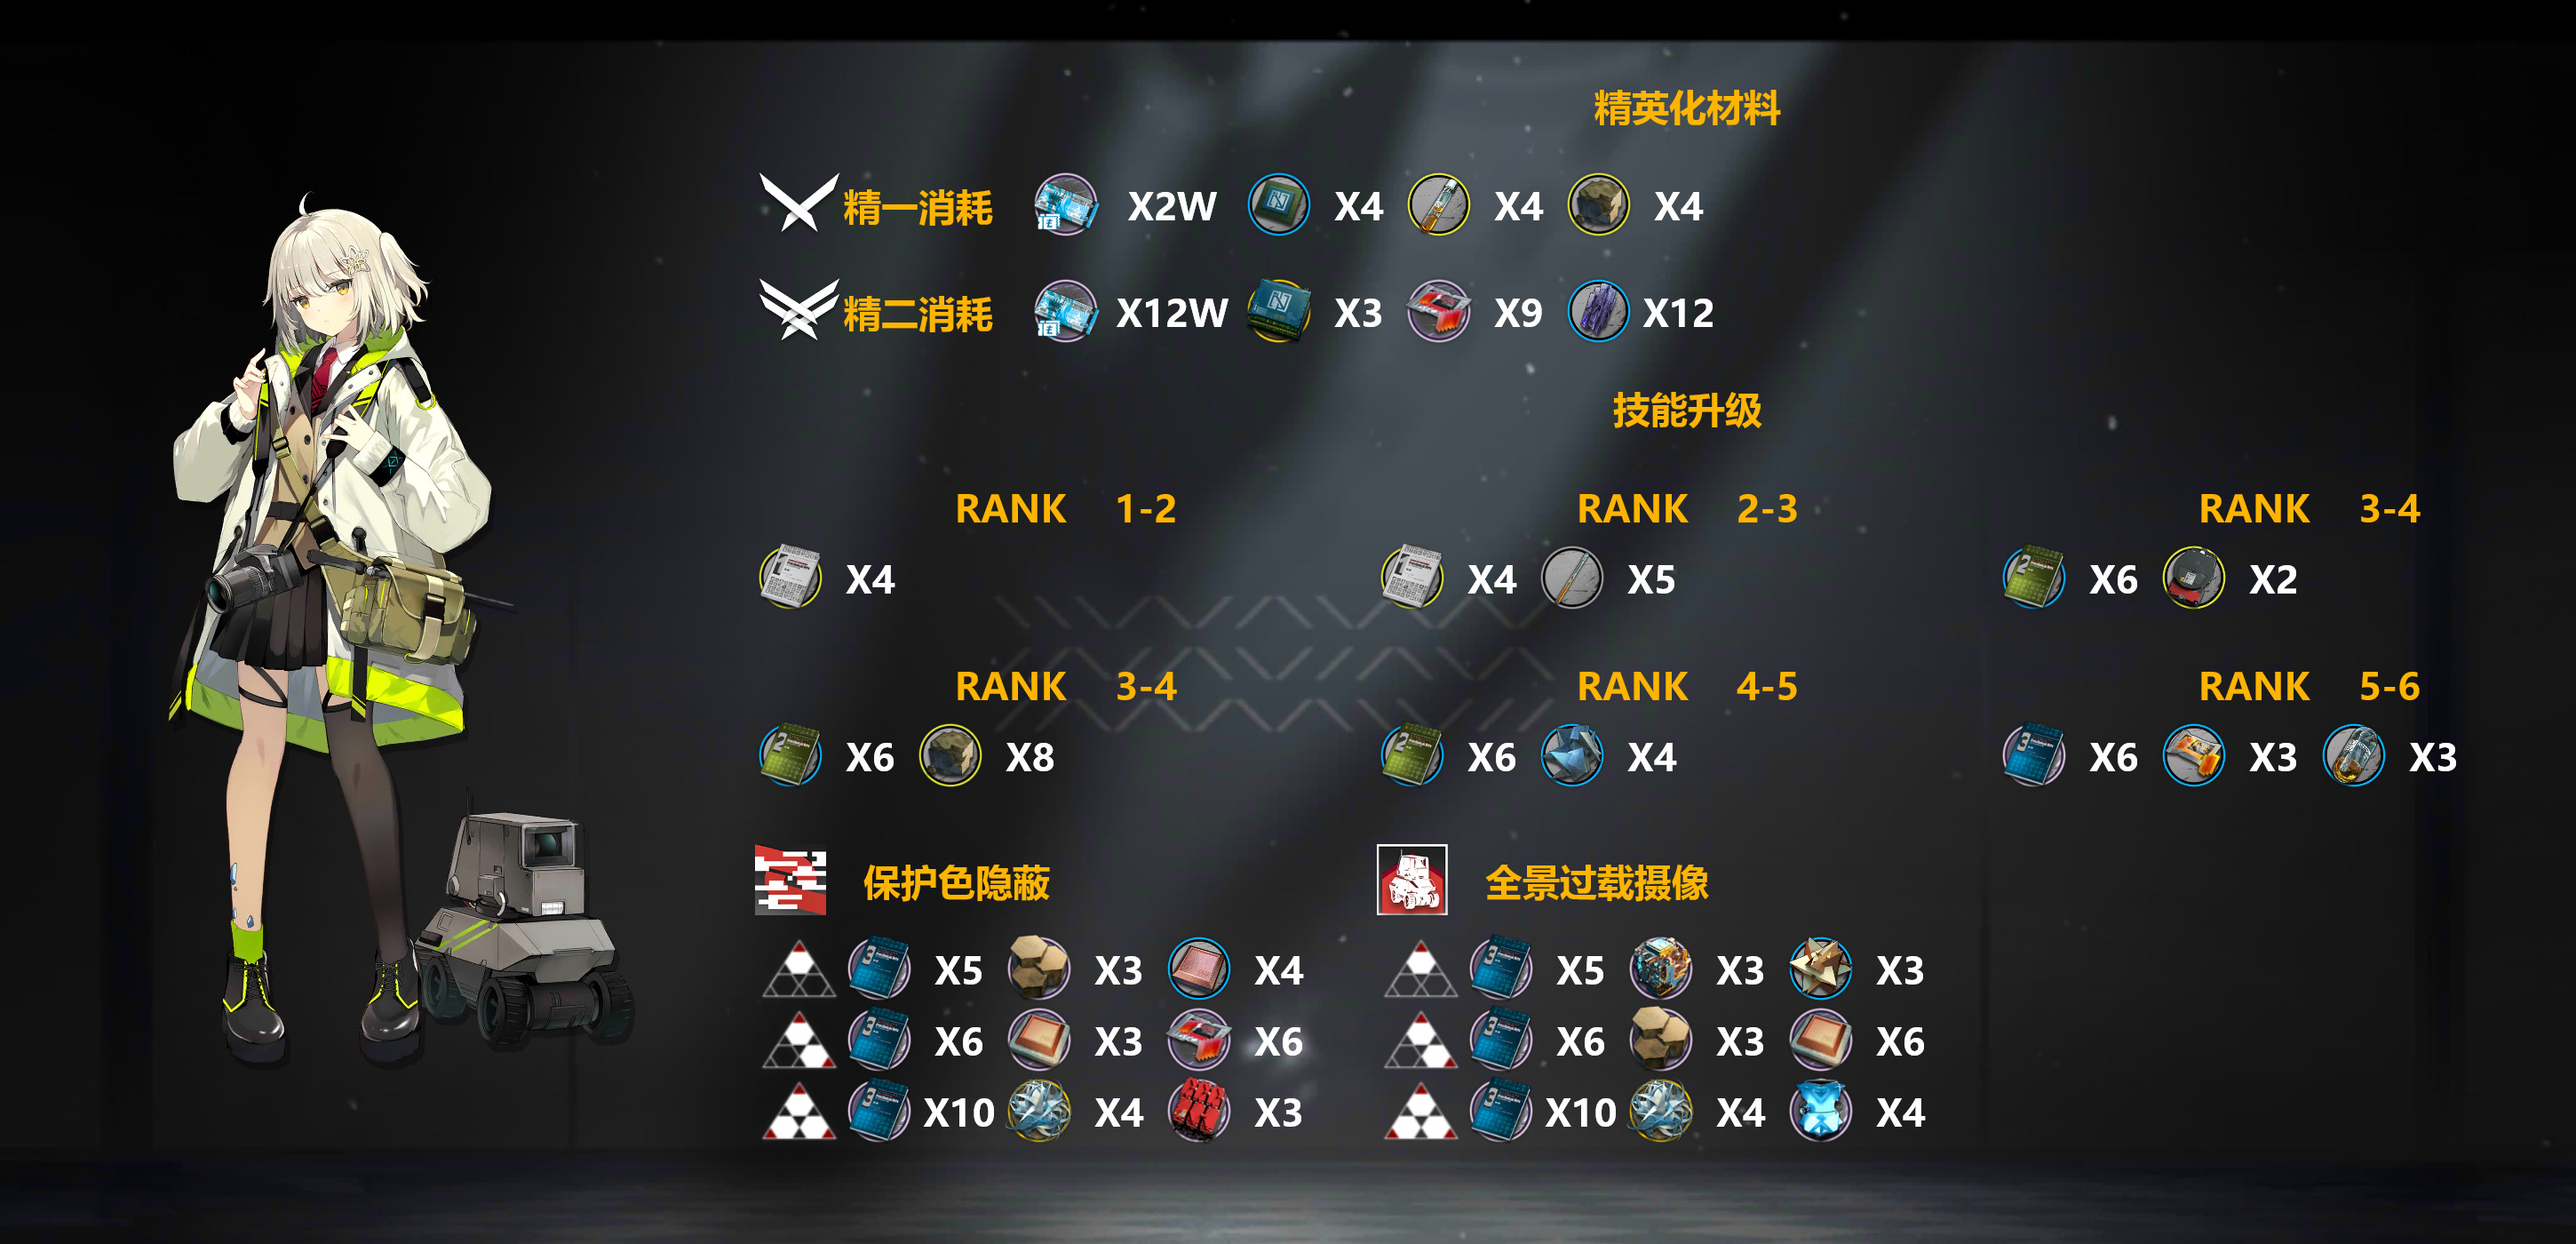 精英化材料
精一消耗 X2W X4 X4 X4
精二消耗 X12W X3 X9 X12
技能升级
RANK 1-2 RANK 2-3 RANK 3-4
X4 X4 X5 X6 X2
RANK 3-4 RANK 4-5 RANK 5-6
X6 X8 X6 X4 X6 X3 X3
保护色隐蔽 全景过载摄像
X5 X3 X4 X5 X3 X3
X6 X3 X6 X6 X3 X6
X10 X4 X3 X10 X4 X4